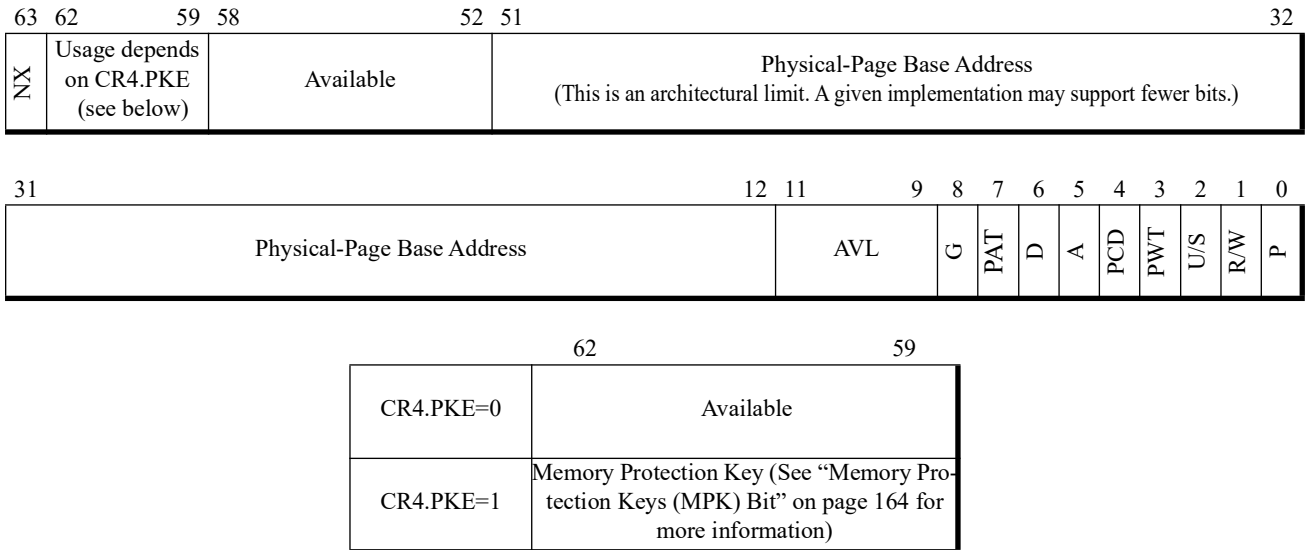 63 62 59 58 52 51 32
NX
Usage depends
on CR4.PKE
(see below)
Available
Physical-Page Base Address
(This is an architectural limit. A given implementation may support fewer bits.)
31 12 11 9 8 7 6 5 4 3 2 1 0
Physical-Page Base Address AVL G PAT D A PCD PWT U/S R/W P
62 59
CR4.PKE=0 Available
CR4.PKE=1
Memory Protection Key (See “Memory Pro-
tection Keys (MPK) Bit” on page 164 for
more information)